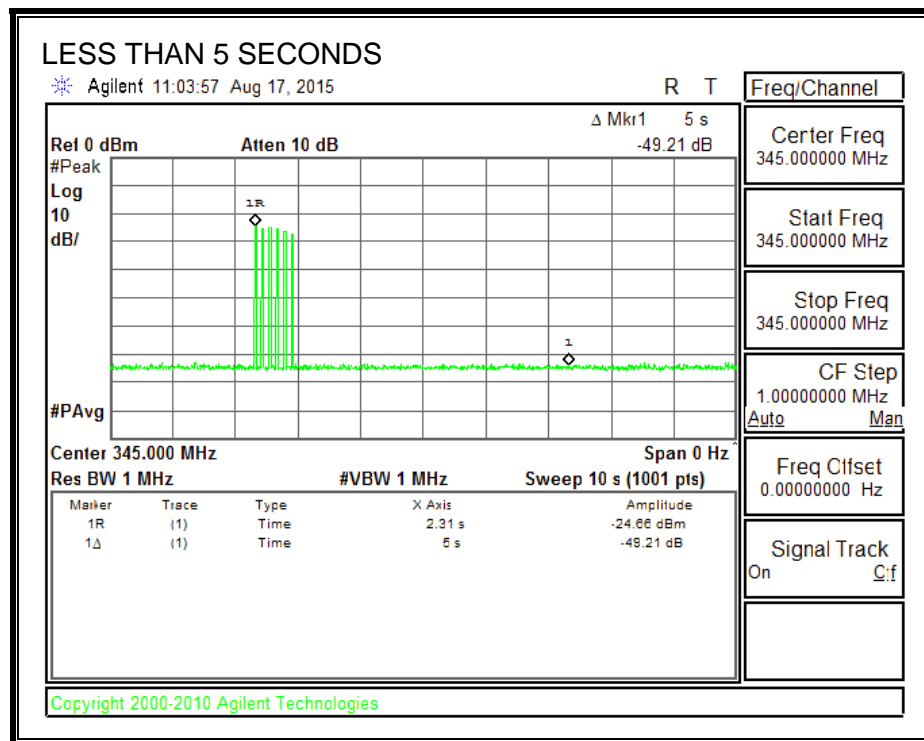 LESS THAN 5 SECONDS
Agilent 11:03:57 Aug 17, 2015 R T
Δ Mkr1 5 s
Ref 0 dBm Atten 10 dB -49.21 dB
#Peak
Log
10
dB/
1R
1
#PAvg
Center 345.000 MHz Span 0 Hz
Res BW 1 MHz #VBW 1 MHz Sweep 10 s (1001 pts)
Marker Trace Type X Axis Amplitude
1R (1) Time 2.31 s -24.66 dBm
1Δ (1) Time 5 s -49.21 dB
Freq/Channel
Center Freq
345.000000 MHz
Start Freq
345.000000 MHz
Stop Freq
345.000000 MHz
CF Step
1.00000000 MHz
Auto Man
Freq Offset
0.00000000 Hz
Signal Track
On Off
Copyright 2000-2010 Agilent Technologies